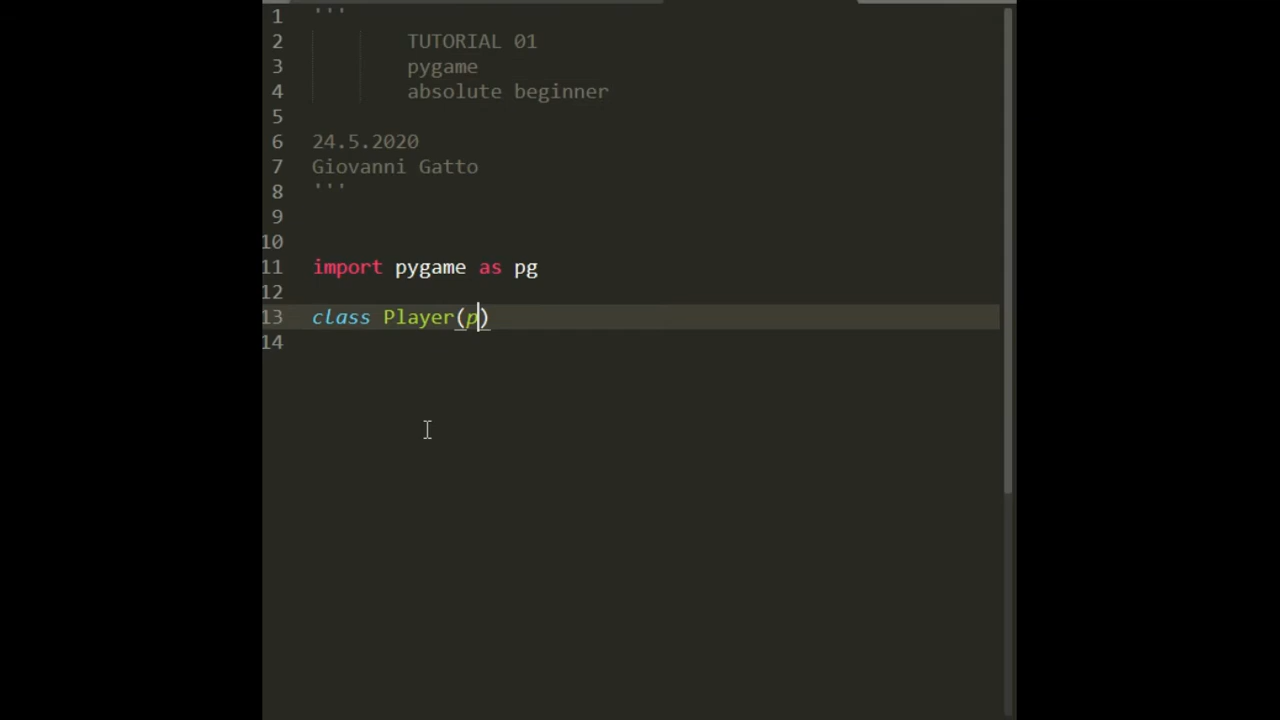 1 '''
2 TUTORIAL 01
3 pygame
4 absolute beginner
5
6 24.5.2020
7 Giovanni Gatto
8 '''
9
10
11 import pygame as pg
12
13 class Player(p)
14